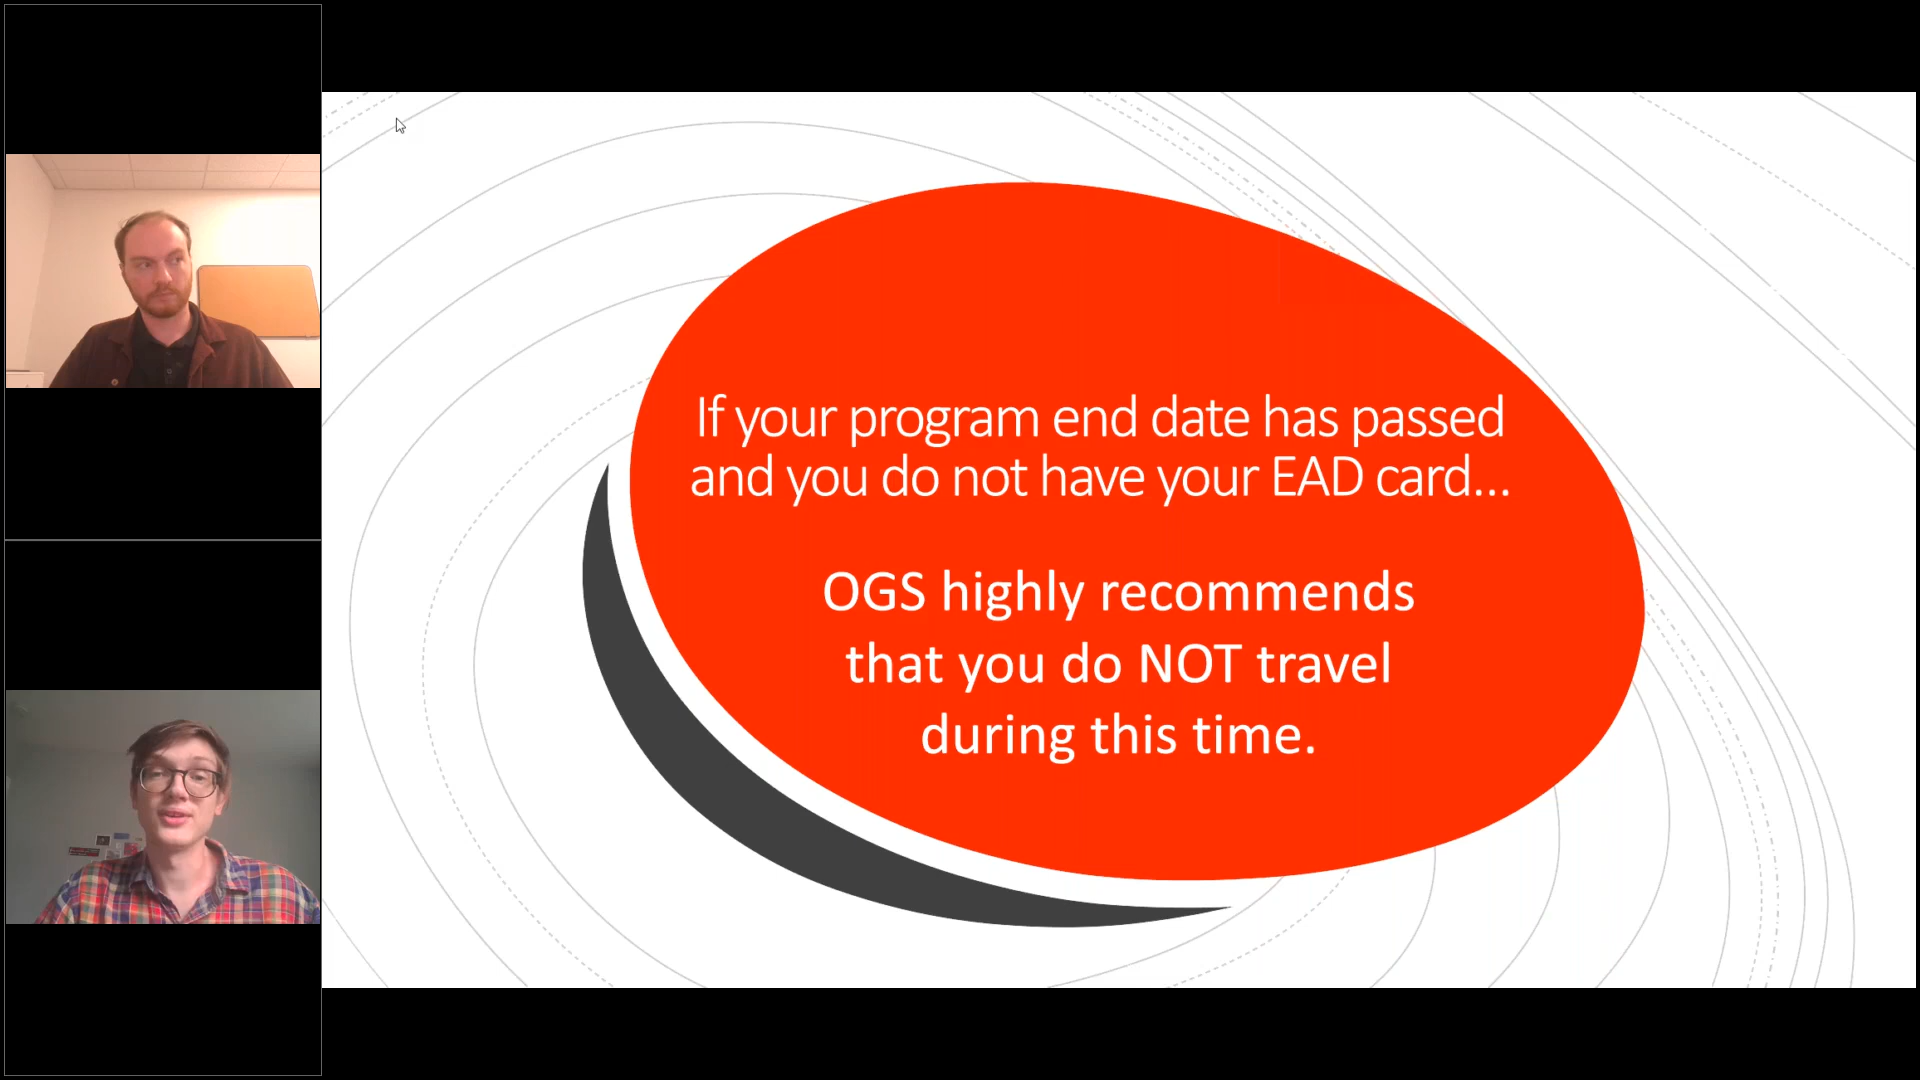 If your program end date has passed
and you do not have your EAD card...
OGS highly recommends
that you do NOT travel
during this time.